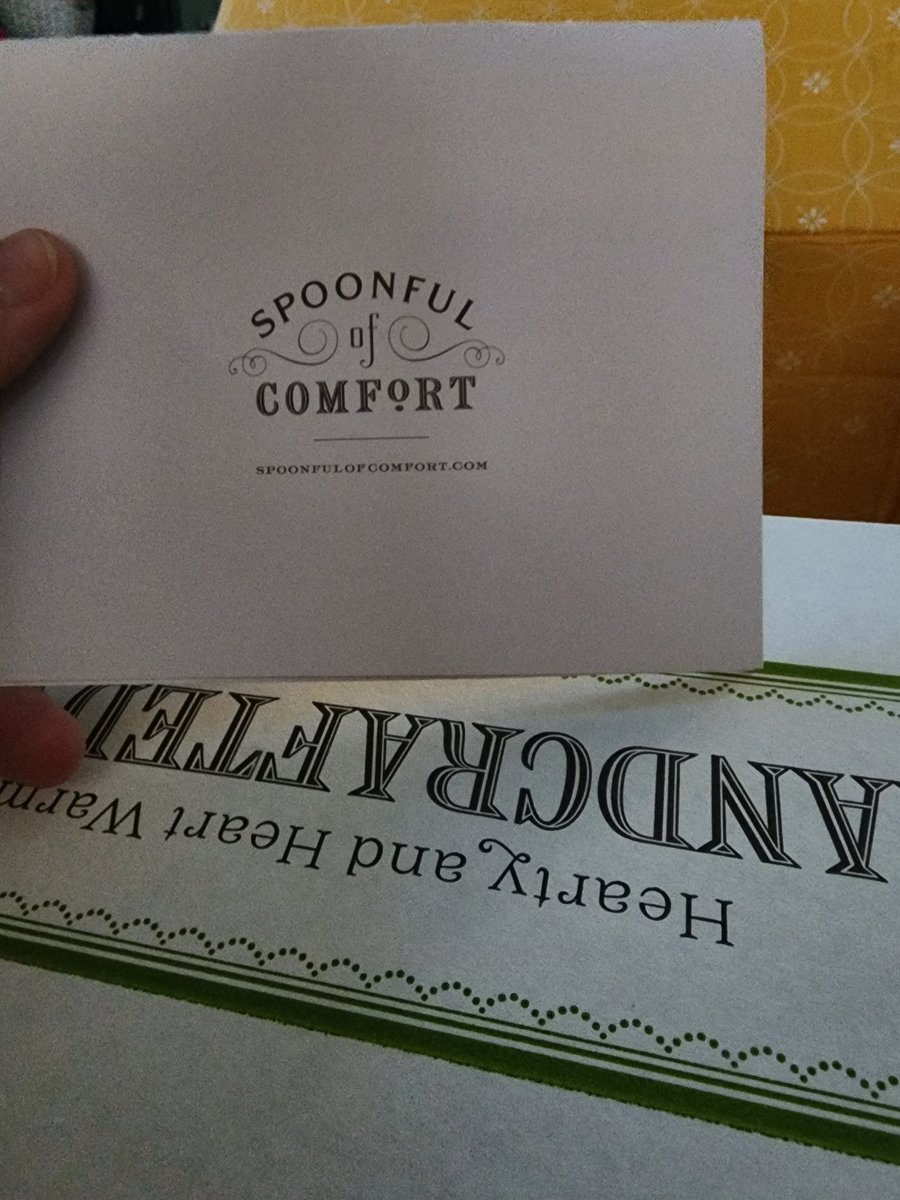 SPOONFUL
of
COMFORT
SPOONFULOFCOMFORT.COM
Hearty and Heart Warm
ANDCRAFTED